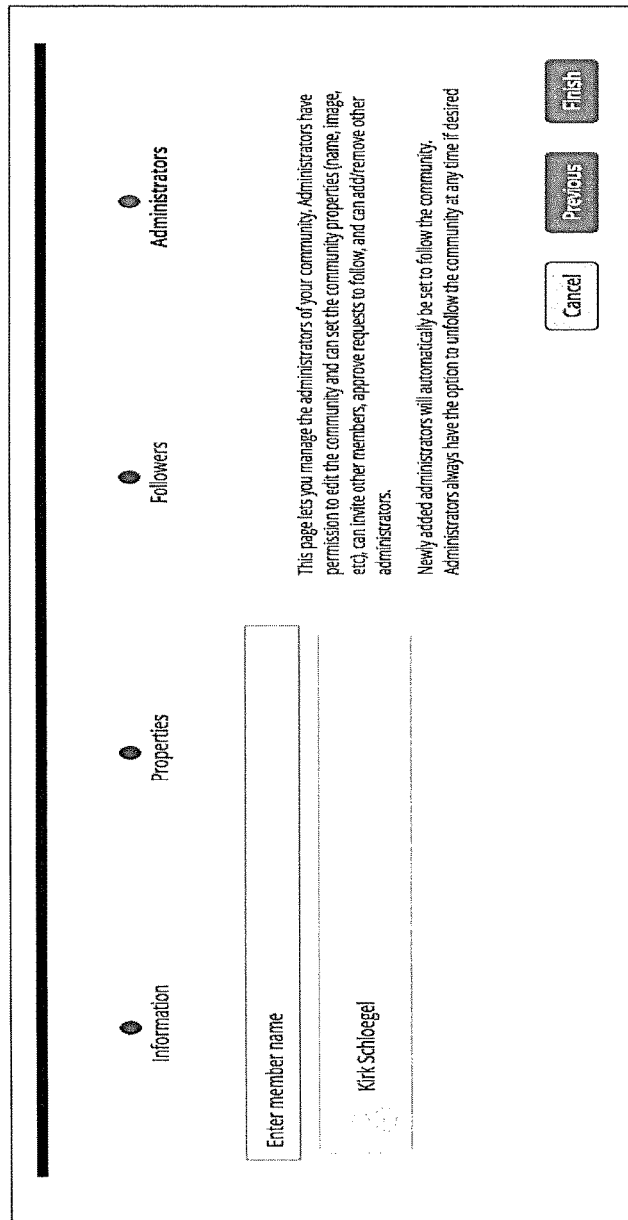 Information
Properties
Followers
Administrators
Enter member name
Kirk Schloegel
This page lets you manage the administrators of your community. Administrators have
permission to edit the community and can set the community properties (name, image,
etc), can invite other members, approve requests to follow, and can add/remove other
administrators.
Newly added administrators will automatically be set to follow the community.
Administrators always have the option to unfollow the community at any time if desired
Cancel
Previous
Finish